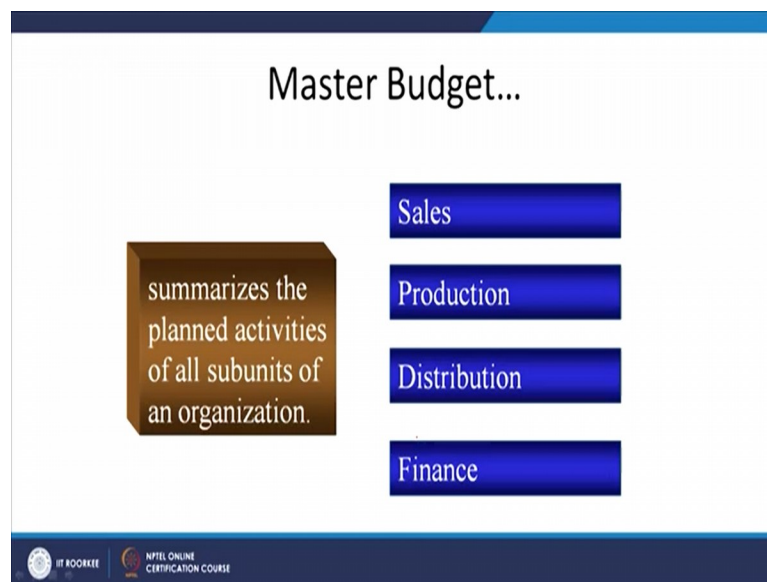 Master Budget...
summarizes the
planned activities
of all subunits of
an organization.
Sales
Production
Distribution
Finance
IIT ROORKEE
NPTEL ONLINE
CERTIFICATION COURSE